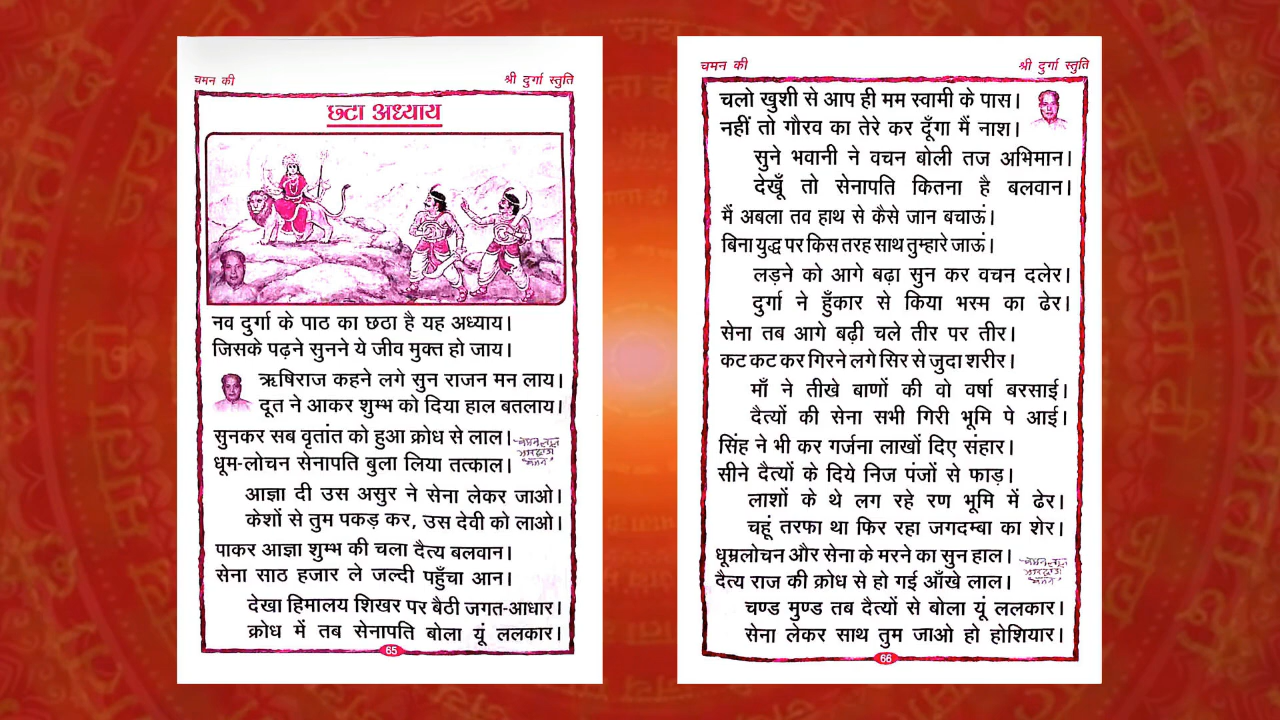 चमन की
श्री दुर्गा स्तुति
छटा अध्याय
नव दुर्गा के पाठ का छठा है यह अध्याय।
जिसके पढ़ने सुनने ये जीव मुक्त हो जाय।
ऋषिराज कहने लगे सुन राजन मन लाय।
दूत ने आकर शुम्भ को दिया हाल बतलाय।
सुनकर सब वृतांत को हुआ क्रोध से लाल।
धूम-लोचन सेनापति बुला लिया तत्काल।
आज्ञा दी उस असुर ने सेना लेकर जाओ।
केशों से तुम पकड़ कर, उस देवी को लाओ।
पाकर आज्ञा शुम्भ की चला दैत्य बलवान।
सेना साठ हजार ले जल्दी पहुँचा आन।
देखा हिमालय शिखर पर बैठी जगत-आधार।
क्रोध में तब सेनापति बोला यूं ललकार।
65
चमन की
श्री दुर्गा स्तुति
चलो खुशी से आप ही मम स्वामी के पास।
नहीं तो गौरव का तेरे कर दूँगा मैं नाश।
सुने भवानी ने वचन बोली तज अभिमान।
देखूँ तो सेनापति कितना है बलवान।
मैं अबला तव हाथ से कैसे जान बचाऊं।
बिना युद्ध पर किस तरह साथ तुम्हारे जाऊं।
लड़ने को आगे बढ़ा सुन कर वचन दलेर।
दुर्गा ने हुँकार से किया भस्म का ढेर।
सेना तब आगे बढ़ी चले तीर पर तीर।
कट कट कर गिरने लगे सिर से जुदा शरीर।
माँ ने तीखे बाणों की वो वर्षा बरसाई।
दैत्यों की सेना सभी गिरी भूमि पे आई।
सिंह ने भी कर गर्जना लाखों दिए संहार।
सीने दैत्यों के दिये निज पंजों से फाड़।
लाशों के थे लग रहे रण भूमि में ढेर।
चहूं तरफा था फिर रहा जगदम्बा का शेर।
धूम्रलोचन और सेना के मरने का सुन हाल।
दैत्य राज की क्रोध से हो गई आँखे लाल।
चण्ड मुण्ड तब दैत्यों से बोला यूं ललकार।
सेना लेकर साथ तुम जाओ हो होशियार।
66